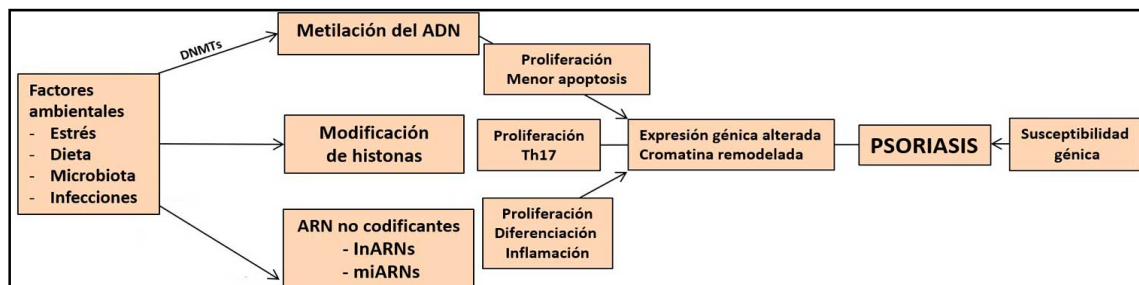 Factores
ambientales
- Estrés
- Dieta
- Microbiota
- Infecciones
DNMTs
Metilación del ADN
Modificación
de histonas
ARN no codificantes
- lnARNs
- miARNs
Proliferación
Menor apoptosis
Proliferación
Th17
Proliferación
Diferenciación
Inflamación
Expresión génica alterada
Cromatina remodelada
PSORIASIS
Susceptibilidad
génica